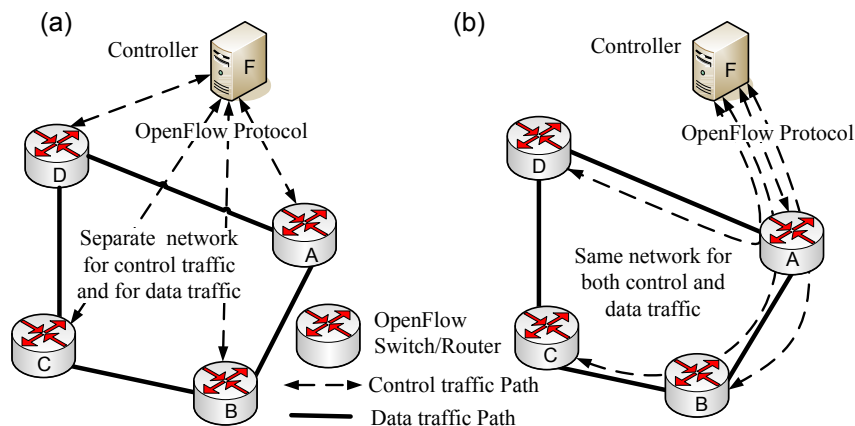 (a)
Controller
F
OpenFlow Protocol
D
A
Separate network
for control traffic
and for data traffic
C
B
OpenFlow
Switch/Router
Control traffic Path
Data traffic Path
(b)
Controller
F
OpenFlow Protocol
D
A
Same network for
both control and
data traffic
C
B